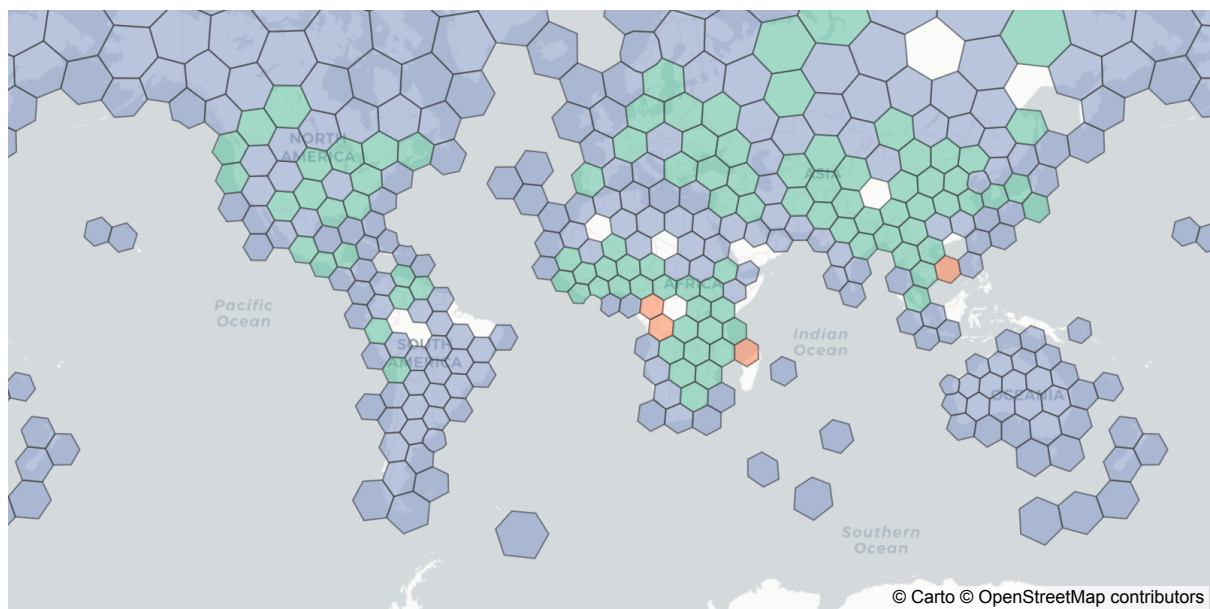 NORTH
AMERICA
ASIA
AFRICA
Pacific
Ocean
Indian
Ocean
SOUTH
AMERICA
OCEANIA
Southern
Ocean
© Carto © OpenStreetMap contributors